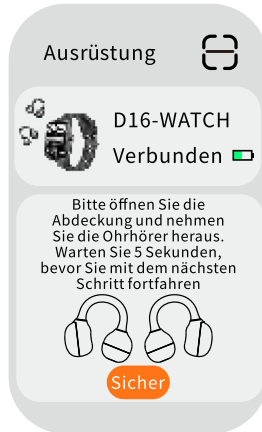 Ausrüstung
D16-WATCH
Verbunden
Bitte öffnen Sie die
Abdeckung und nehmen
Sie die Ohrhörer heraus.
Warten Sie 5 Sekunden,
bevor Sie mit dem nächsten
Schritt fortfahren
Sicher